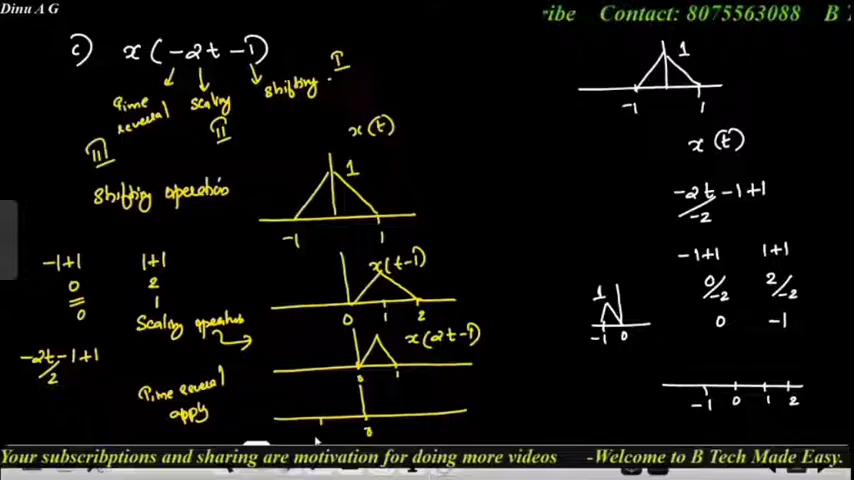 Dinu A G
ribe Contact: 8075563088 B T
c) x(-2t-1)
Time reversal
scaling
shifting.
I
II
III
x(t)
1
-1 1
Shifting operation
-1+1 1+1
0 2
0 1
x(t-1)
0 1 2
Scaling operation
x(2t-1)
0 1
-2t-1+1
2
Time reversal
apply
0
1
-1 1
x(t)
-2t-1+1
-2
-1+1 1+1
0/-2 2/-2
0 -1
1
-1 0
-1 0 1 2
Your subscribptions and sharing are motivation for doing more videos -Welcome to B Tech Made Easy.